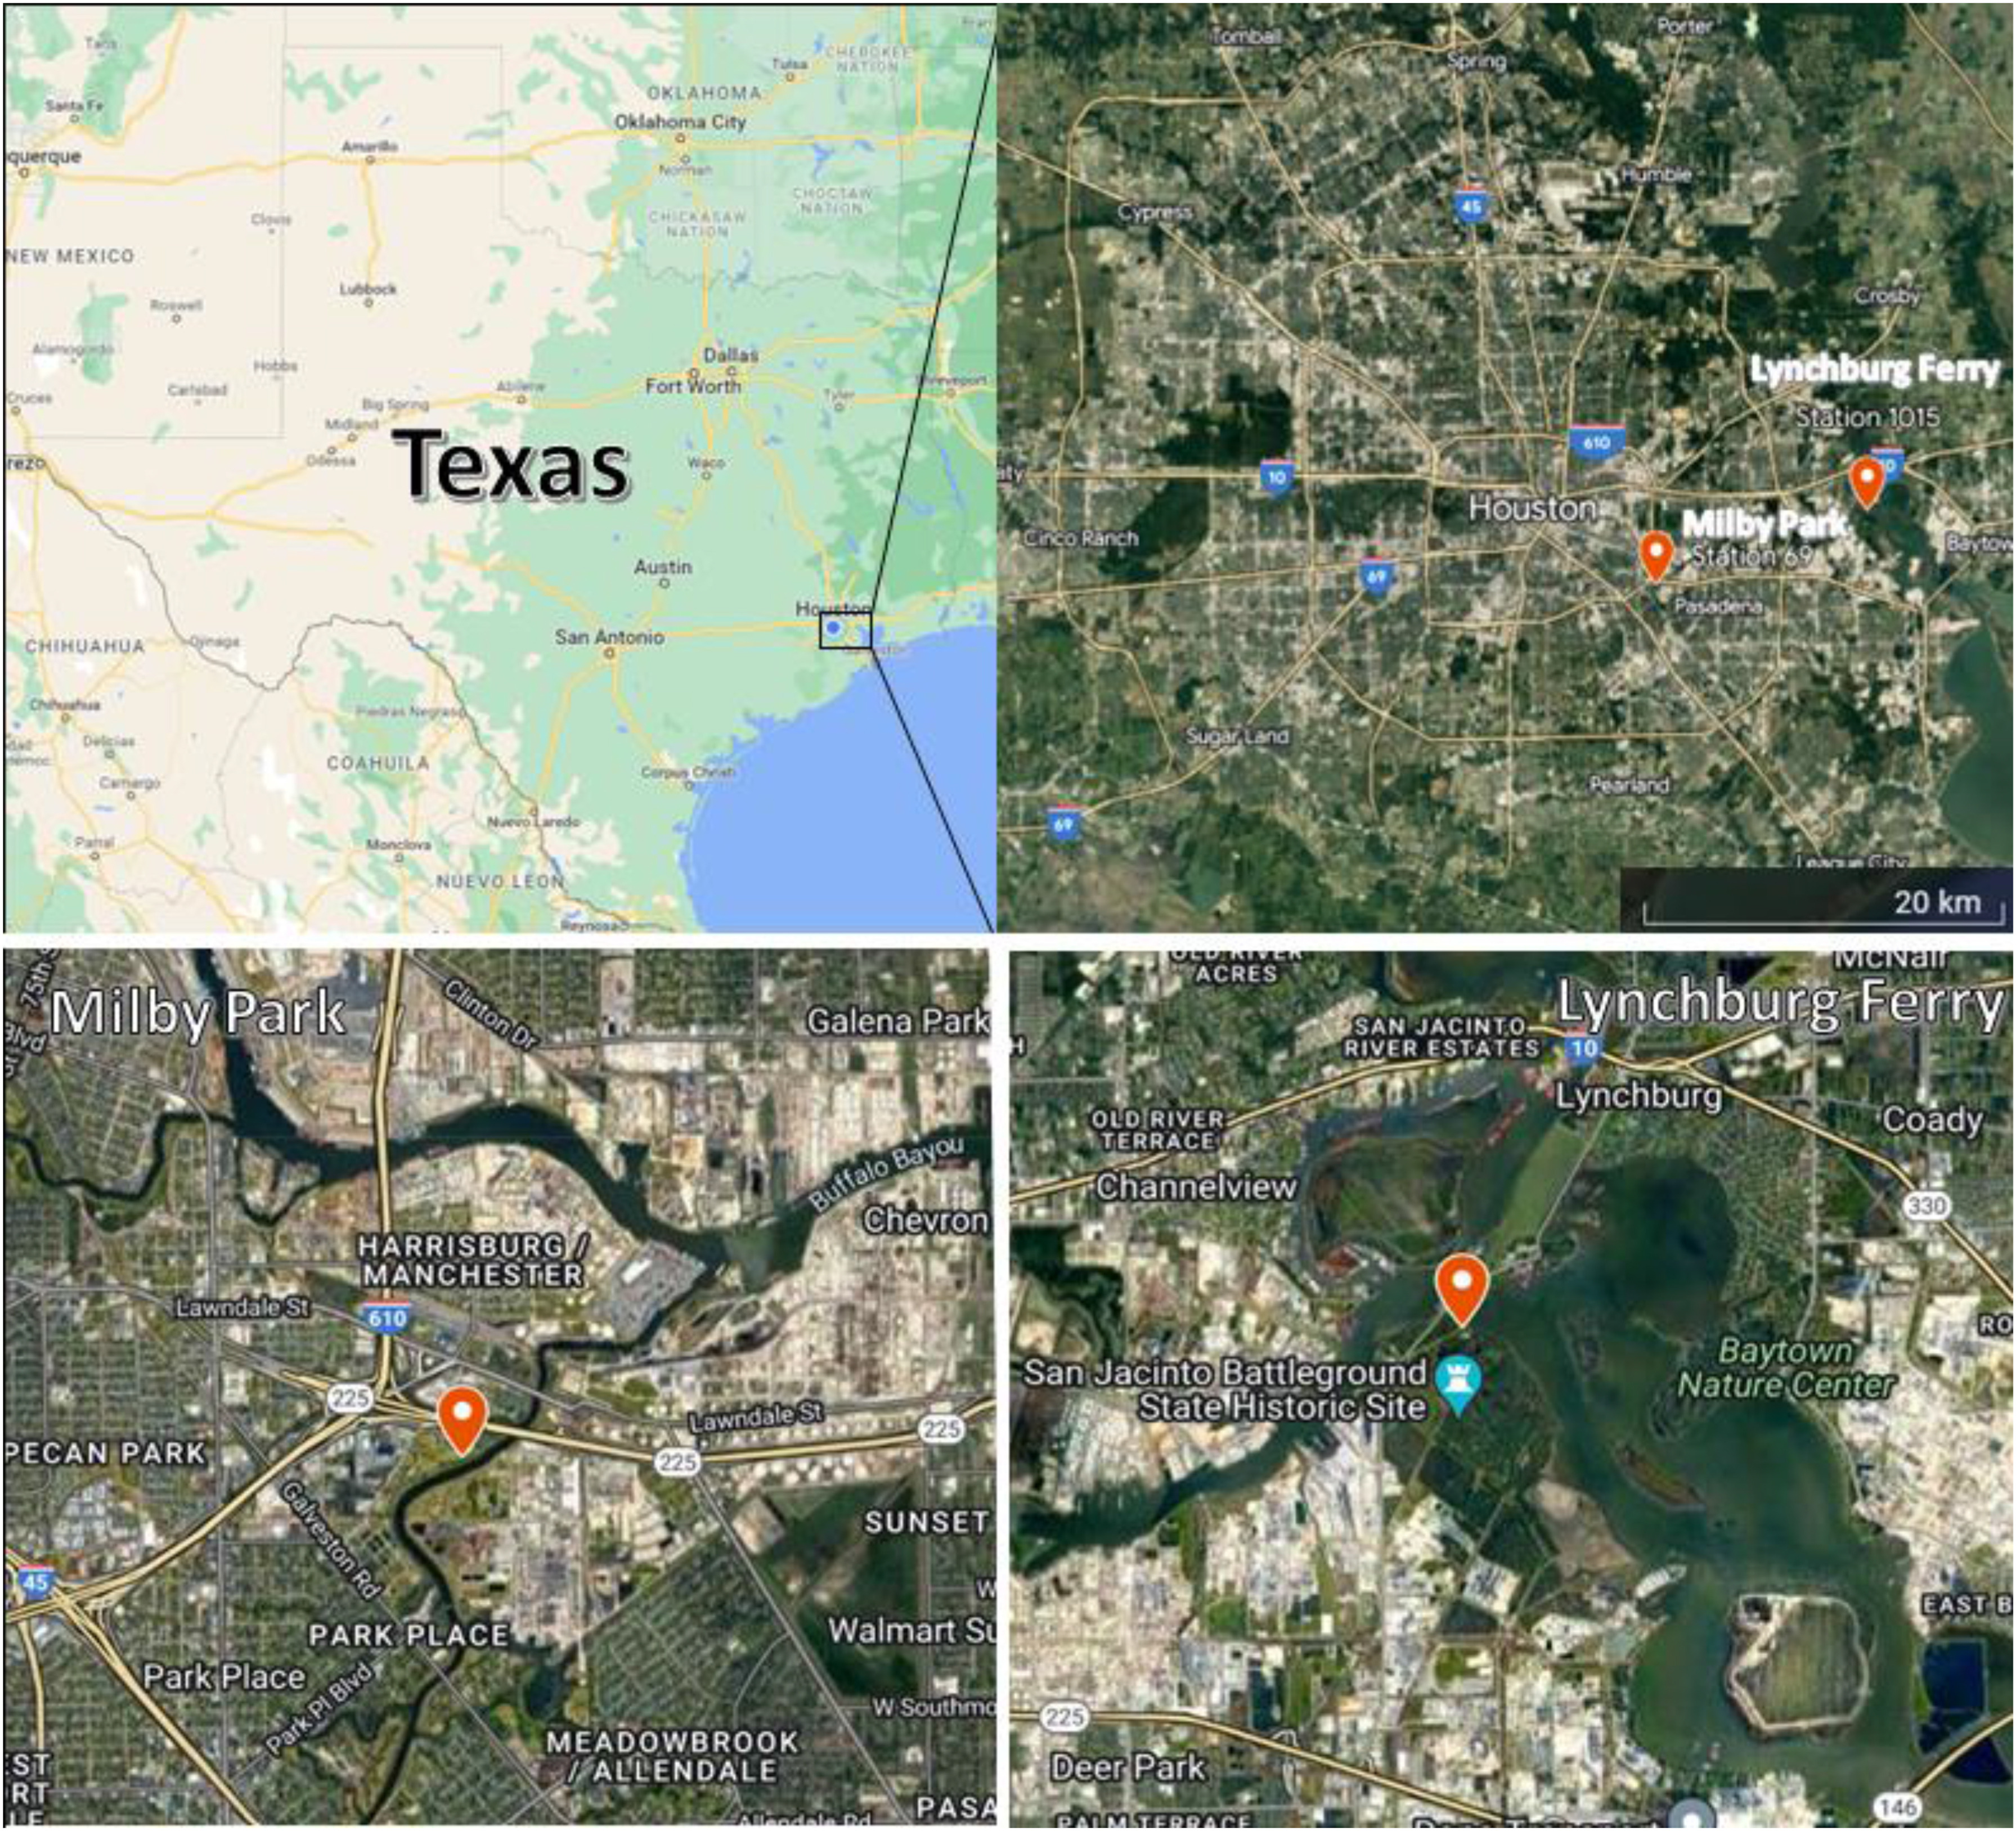 Taos
Santa Fe
querque
Amarillo
Clovis
NEW MEXICO
Roswell
Lubbock
Alamogordo
Hobbs
Carlsbad
Cruces
Big Spring
Midland
Odessa
Abilene
Tulsa
CHEROKEE
NATION
OKLAHOMA
Oklahoma City
Norman
CHOCTAW
NATION
CHICKASAW
NATION
Dallas
Fort Worth
Tyler
Shreveport
Texas
Waco
Austin
Houston
San Antonio
Corpus Christi
CHIHUAHUA
Ojinaga
Chihuahua
Delicias
Camargo
Parral
COAHUILA
Piedras Negras
Nuevo Laredo
Monclova
NUEVO LEON
Reynosa
Tomball
Spring
Porter
Humble
45
Cypress
Crosby
Lynchburg Ferry
Station 1015
610
10
Houston
Milby Park
Station 69
Cinco Ranch
69
Pasadena
Baytow
Sugar Land
Pearland
69
League City
20 km
Milby Park
75th
Blvd
Clinton Dr
Galena Park
Buffalo Bayou
Chevron
HARRISBURG /
MANCHESTER
Lawndale St
610
225
Lawndale St
225
225
PECAN PARK
Galveston Rd
SUNSET
45
PARK PLACE
Park Place
Park Pl Blvd
Walmart Su
W Southmo
MEADOWBROOK
/ ALLENDALE
PASA
Allendale Rd
OLD RIVER
ACRES
McNair
Lynchburg Ferry
SAN JACINTO
RIVER ESTATES
10
Lynchburg
OLD RIVER
TERRACE
Coady
Channelview
330
San Jacinto Battleground
State Historic Site
Baytown
Nature Center
RO
EAST B
225
Deer Park
146
PALM TERRACE